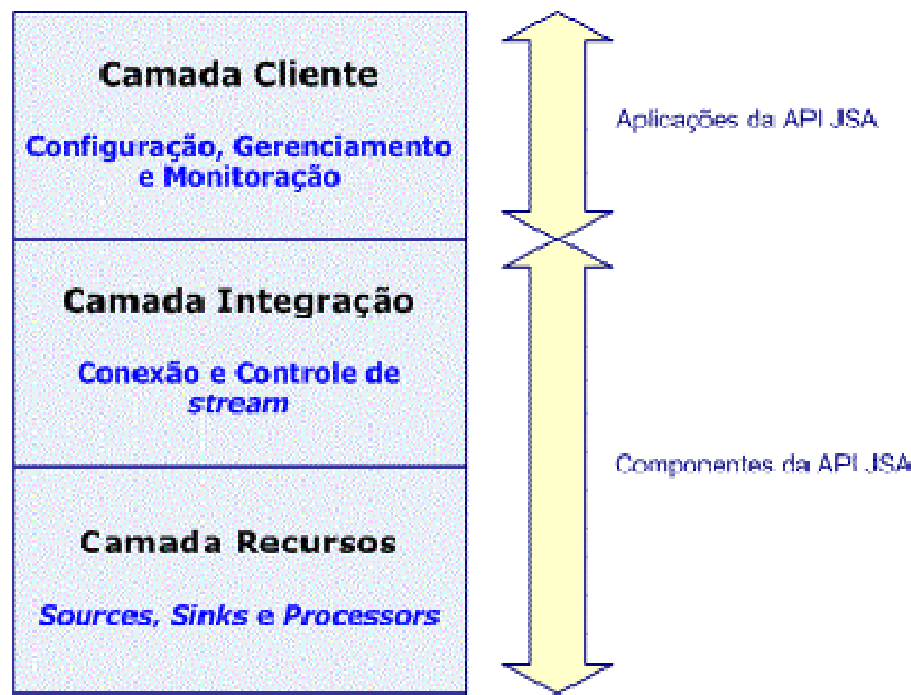 Camada Cliente
Configuração, Gerenciamento
e Monitoração
Aplicações da API JSA
Camada Integração
Conexão e Controle de
stream
Componentes da API JSA
Camada Recursos
Sources, Sinks e Processors